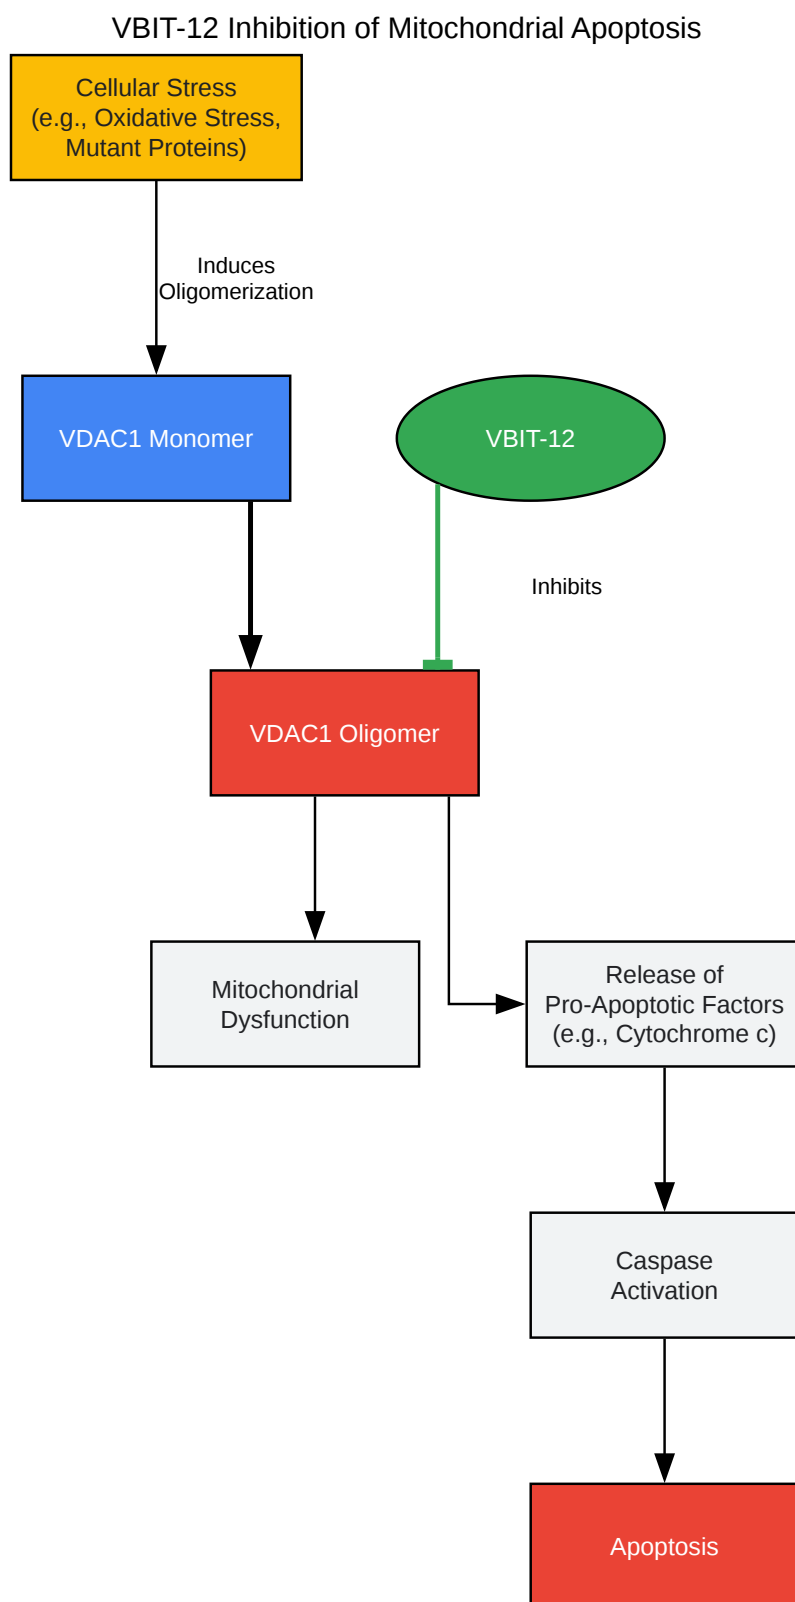 VBIT-12 Inhibition of Mitochondrial Apoptosis
Cellular Stress
(e.g., Oxidative Stress,
Mutant Proteins)
Induces
Oligomerization
VDAC1 Monomer
VBIT-12
Inhibits
VDAC1 Oligomer
Mitochondrial
Dysfunction
Release of
Pro-Apoptotic Factors
(e.g., Cytochrome c)
Caspase
Activation
Apoptosis